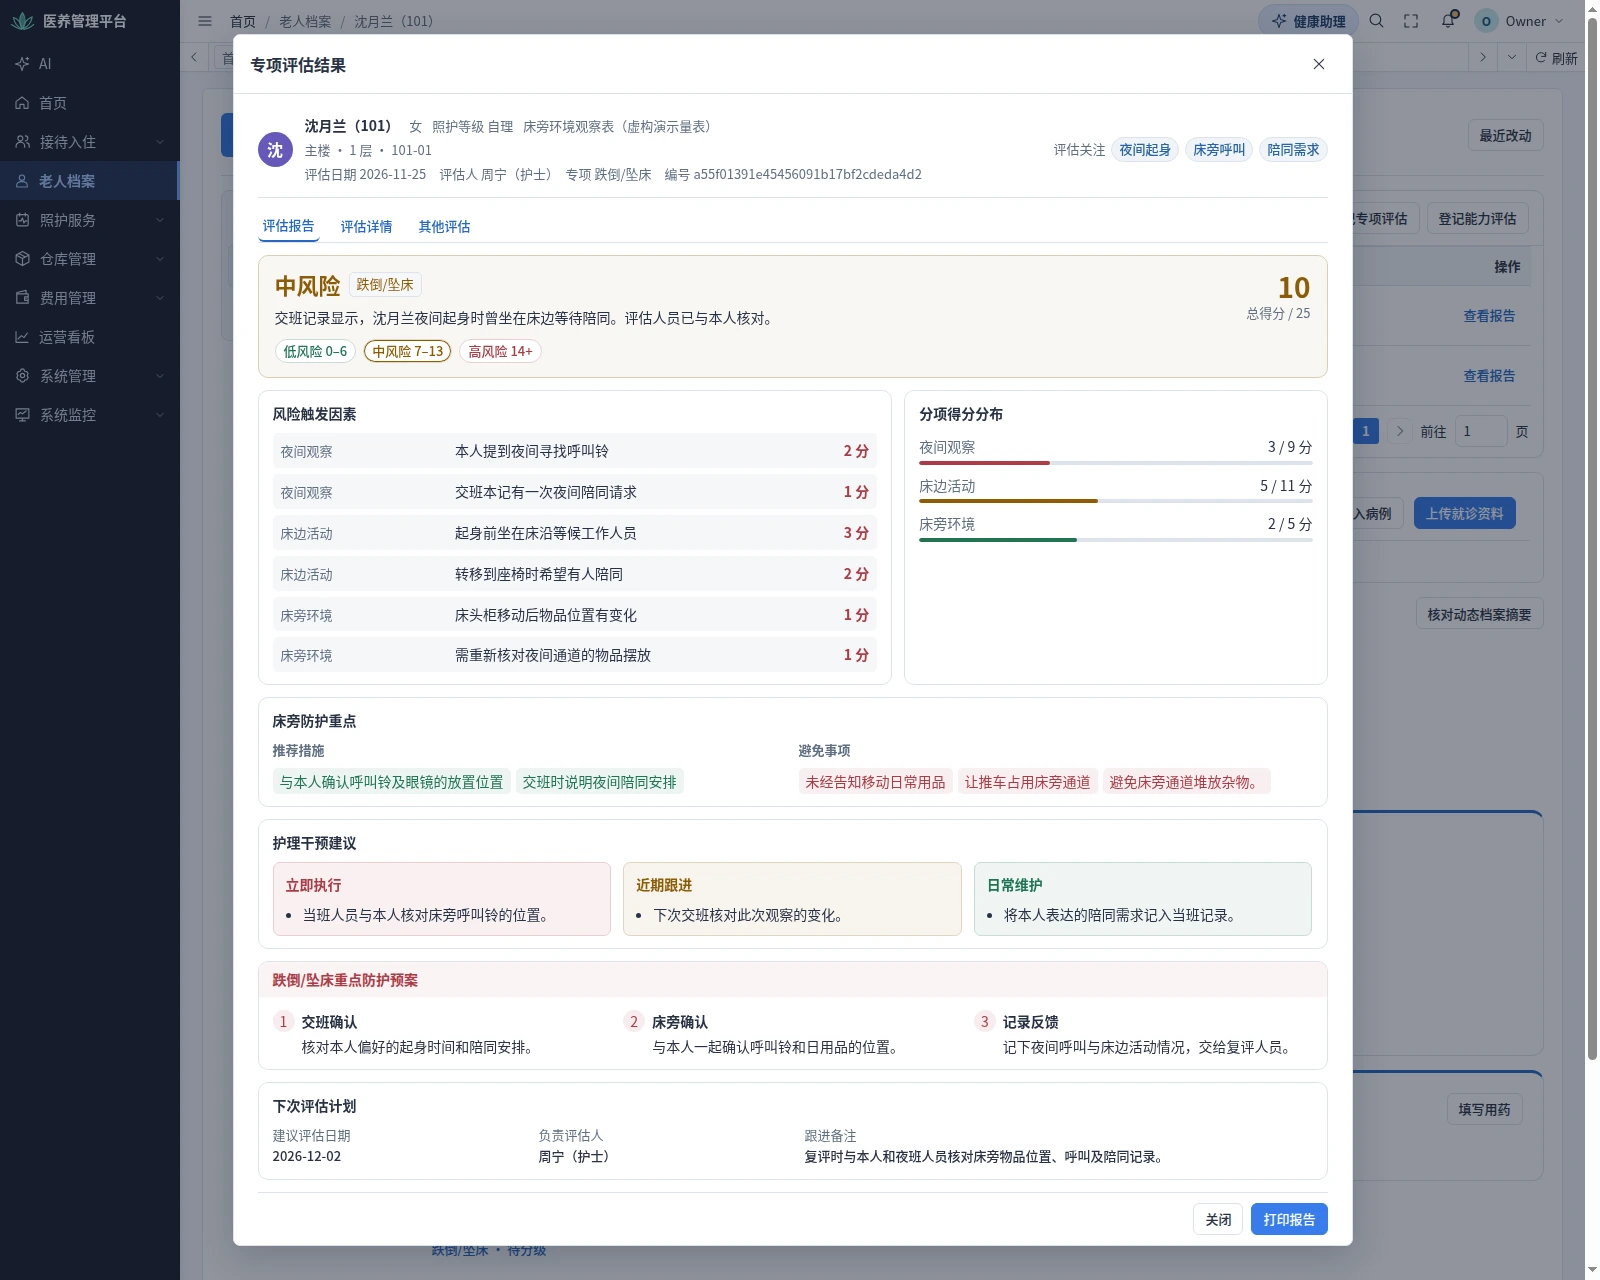 医养管理平台
首页 / 老人档案 / 沈月兰（101）
健康助理
Owner
刷新
AI
首页
接待入住
老人档案
照护服务
仓库管理
费用管理
运营看板
系统管理
系统监控
最近改动
专项评估
登记能力评估
操作
查看报告
查看报告
1
前往
1
页
入病例
上传就诊资料
核对动态档案摘要
填写用药
跌倒/坠床 · 待分级
专项评估结果
沈
沈月兰（101） 女 照护等级 自理 床旁环境观察表（虚构演示量表）
主楼 · 1 层 · 101-01
评估日期 2026-11-25 评估人 周宁（护士） 专项 跌倒/坠床 编号 a55f01391e45456091b17bf2cdeda4d2
评估关注 夜间起身 床旁呼叫 陪同需求
评估报告 评估详情 其他评估
中风险 跌倒/坠床
交班记录显示，沈月兰夜间起身时曾坐在床边等待陪同。评估人员已与本人核对。
低风险 0–6 中风险 7–13 高风险 14+
10
总得分 / 25
风险触发因素
夜间观察 本人提到夜间寻找呼叫铃 2 分
夜间观察 交班本记有一次夜间陪同请求 1 分
床边活动 起身前坐在床沿等候工作人员 3 分
床边活动 转移到座椅时希望有人陪同 2 分
床旁环境 床头柜移动后物品位置有变化 1 分
床旁环境 需重新核对夜间通道的物品摆放 1 分
分项得分分布
夜间观察 3 / 9 分
床边活动 5 / 11 分
床旁环境 2 / 5 分
床旁防护重点
推荐措施
与本人确认呼叫铃及眼镜的放置位置 交班时说明夜间陪同安排
避免事项
未经告知移动日常用品 让推车占用床旁通道 避免床旁通道堆放杂物。
护理干预建议
立即执行
• 当班人员与本人核对床旁呼叫铃的位置。
近期跟进
• 下次交班核对此次观察的变化。
日常维护
• 将本人表达的陪同需求记入当班记录。
跌倒/坠床重点防护预案
1 交班确认
核对本人偏好的起身时间和陪同安排。
2 床旁确认
与本人一起确认呼叫铃和日用品的位置。
3 记录反馈
记下夜间呼叫与床边活动情况，交给复评人员。
下次评估计划
建议评估日期
2026-12-02
负责评估人
周宁（护士）
跟进备注
复评时与本人和夜班人员核对床旁物品位置、呼叫及陪同记录。
关闭
打印报告